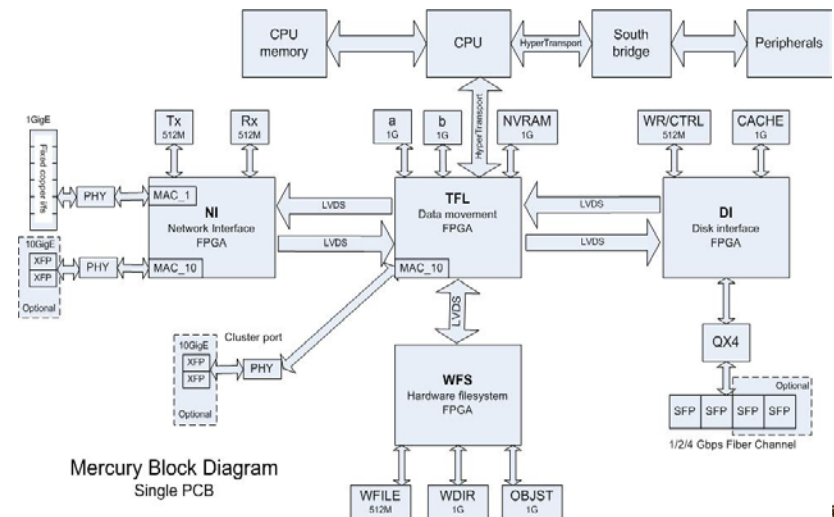 CPU memory
CPU
HyperTransport
South bridge
Peripherals
HyperTransport
1GigE
Fixed copper i/fs
PHY
MAC_1
Tx
512M
Rx
512M
a
1G
b
1G
NVRAM
1G
WR/CTRL
512M
CACHE
1G
NI
Network Interface
FPGA
LVDS
LVDS
TFL
Data movement
FPGA
LVDS
LVDS
DI
Disk interface
FPGA
10GigE
XFP
XFP
Optional
PHY
MAC_10
MAC_10
Cluster port
10GigE
XFP
XFP
Optional
PHY
LVDS
WFS
Hardware filesystem
FPGA
QX4
Optional
SFP SFP SFP SFP
1/2/4 Gbps Fiber Channel
WFILE
512M
WDIR
1G
OBJST
1G
Mercury Block Diagram
Single PCB